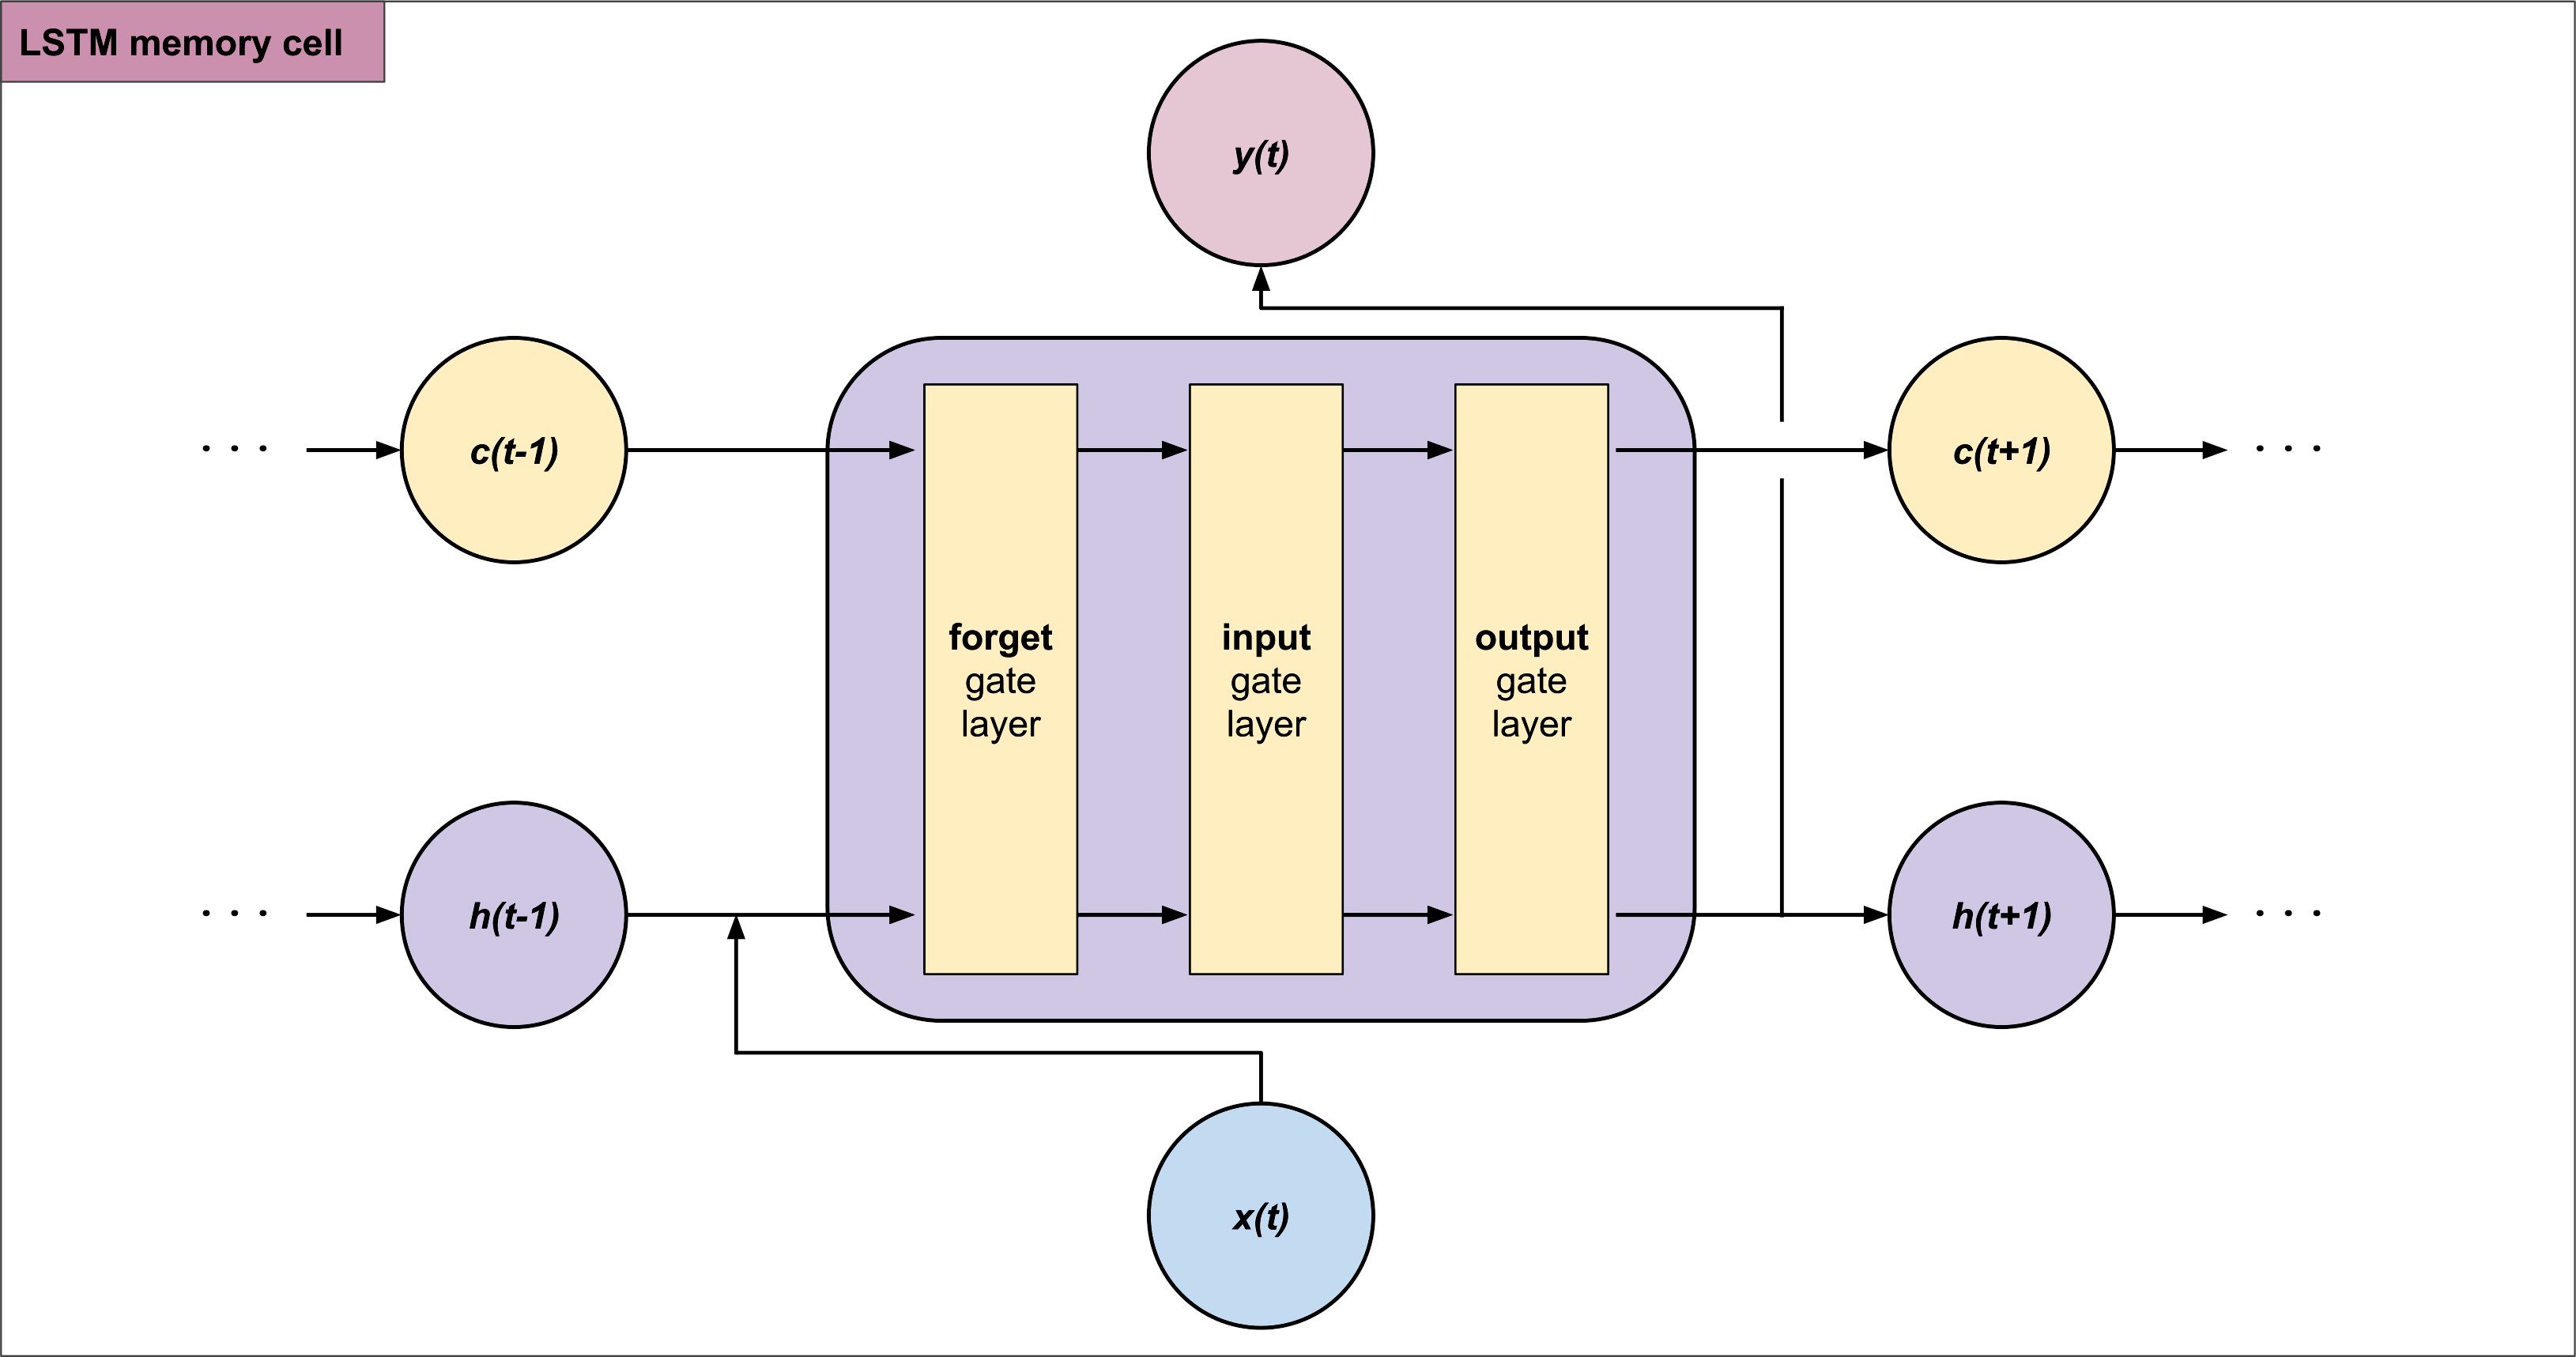 LSTM memory cell
y(t)
. . .
c(t-1)
c(t+1)
. . .
forget
gate
layer
input
gate
layer
output
gate
layer
. . .
h(t-1)
h(t+1)
. . .
x(t)